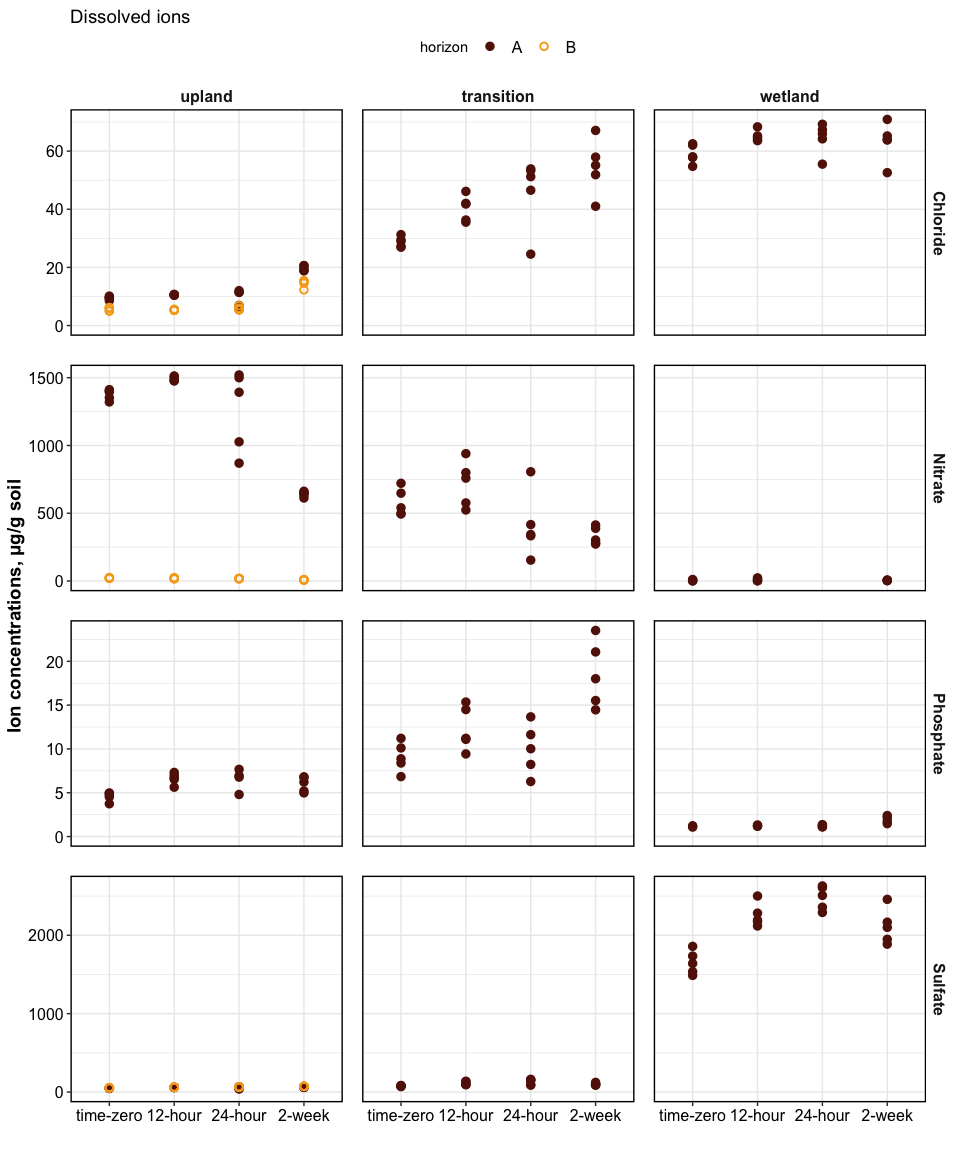 Dissolved ions
horizon A B
upland transition wetland
60
40
20
0
Chloride
1500
1000
500
0
Nitrate
Ion concentrations, µg/g soil
20
15
10
5
0
Phosphate
2000
1000
0
Sulfate
time-zero 12-hour 24-hour 2-week time-zero 12-hour 24-hour 2-week time-zero 12-hour 24-hour 2-week